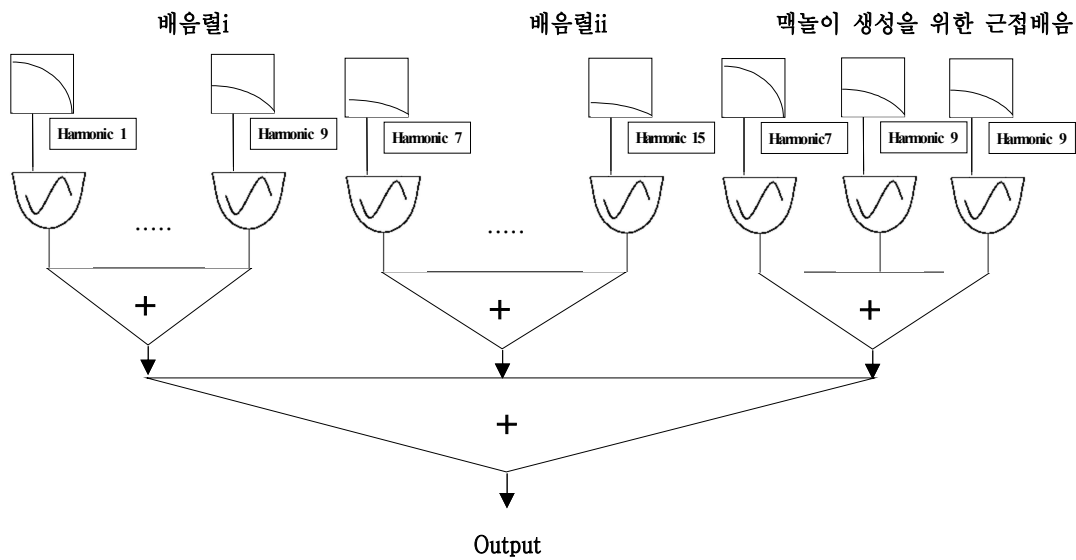 배음렬i
배음렬ii
맥놀이 생성을 위한 근접배음
Harmonic 1
Harmonic 9
Harmonic 7
Harmonic 15
Harmonic7
Harmonic 9
Harmonic 9
.....
.....
+
+
+
+
Output